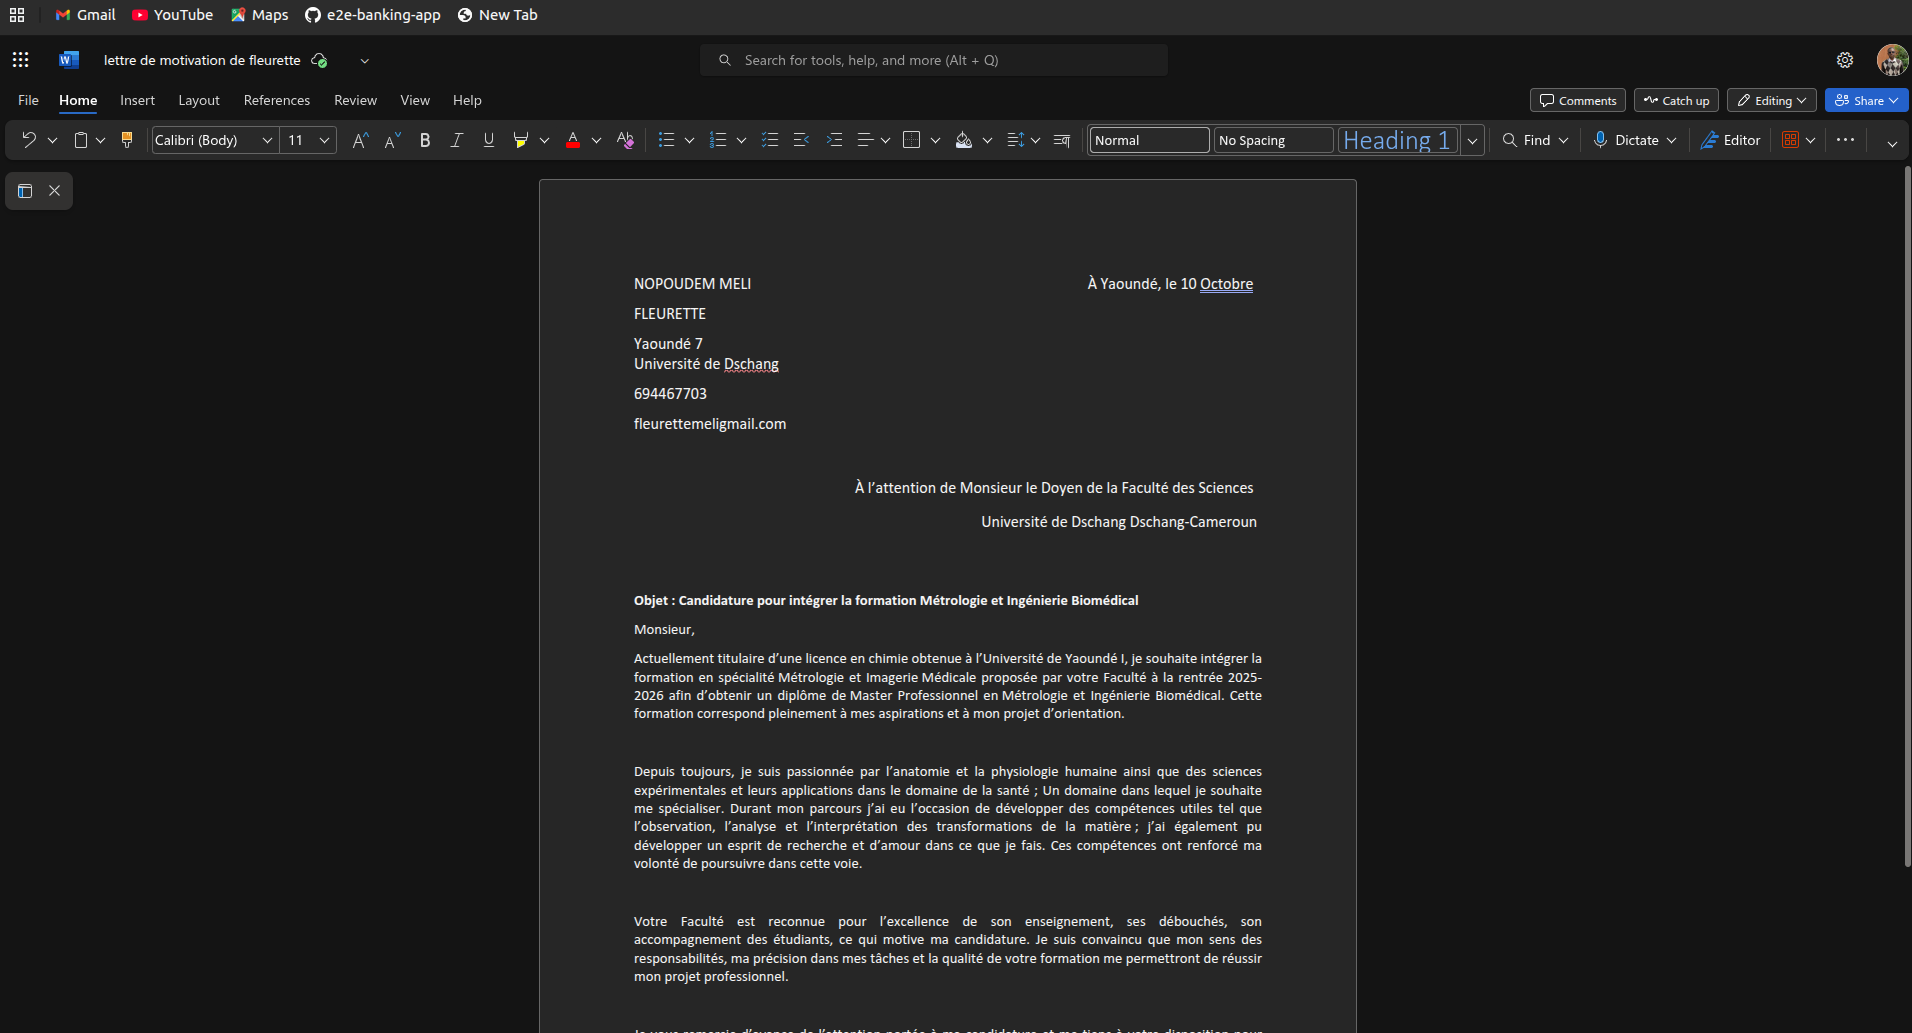 Gmail YouTube Maps e2e-banking-app New Tab
lettre de motivation de fleurette
Search for tools, help, and more (Alt + Q)
File Home Insert Layout References Review View Help
Comments Catch up Editing Share
Calibri (Body) 11
Normal No Spacing Heading 1 Find Dictate Editor
NOPOUDEM MELI À Yaoundé, le 10 Octobre
FLEURETTE
Yaoundé 7
Université de Dschang
694467703
fleurettemeligmail.com
À l’attention de Monsieur le Doyen de la Faculté des Sciences
Université de Dschang Dschang-Cameroun
Objet : Candidature pour intégrer la formation Métrologie et Ingénierie Biomédical
Monsieur,
Actuellement titulaire d’une licence en chimie obtenue à l’Université de Yaoundé I, je souhaite intégrer la
formation en spécialité Métrologie et Imagerie Médicale proposée par votre Faculté à la rentrée 2025-
2026 afin d’obtenir un diplôme de Master Professionnel en Métrologie et Ingénierie Biomédical. Cette
formation correspond pleinement à mes aspirations et à mon projet d’orientation.
Depuis toujours, je suis passionnée par l’anatomie et la physiologie humaine ainsi que des sciences
expérimentales et leurs applications dans le domaine de la santé ; Un domaine dans lequel je souhaite
me spécialiser. Durant mon parcours j’ai eu l’occasion de développer des compétences utiles tel que
l’observation, l’analyse et l’interprétation des transformations de la matière ; j’ai également pu
développer un esprit de recherche et d’amour dans ce que je fais. Ces compétences ont renforcé ma
volonté de poursuivre dans cette voie.
Votre Faculté est reconnue pour l’excellence de son enseignement, ses débouchés, son
accompagnement des étudiants, ce qui motive ma candidature. Je suis convaincu que mon sens des
responsabilités, ma précision dans mes tâches et la qualité de votre formation me permettront de réussir
mon projet professionnel.